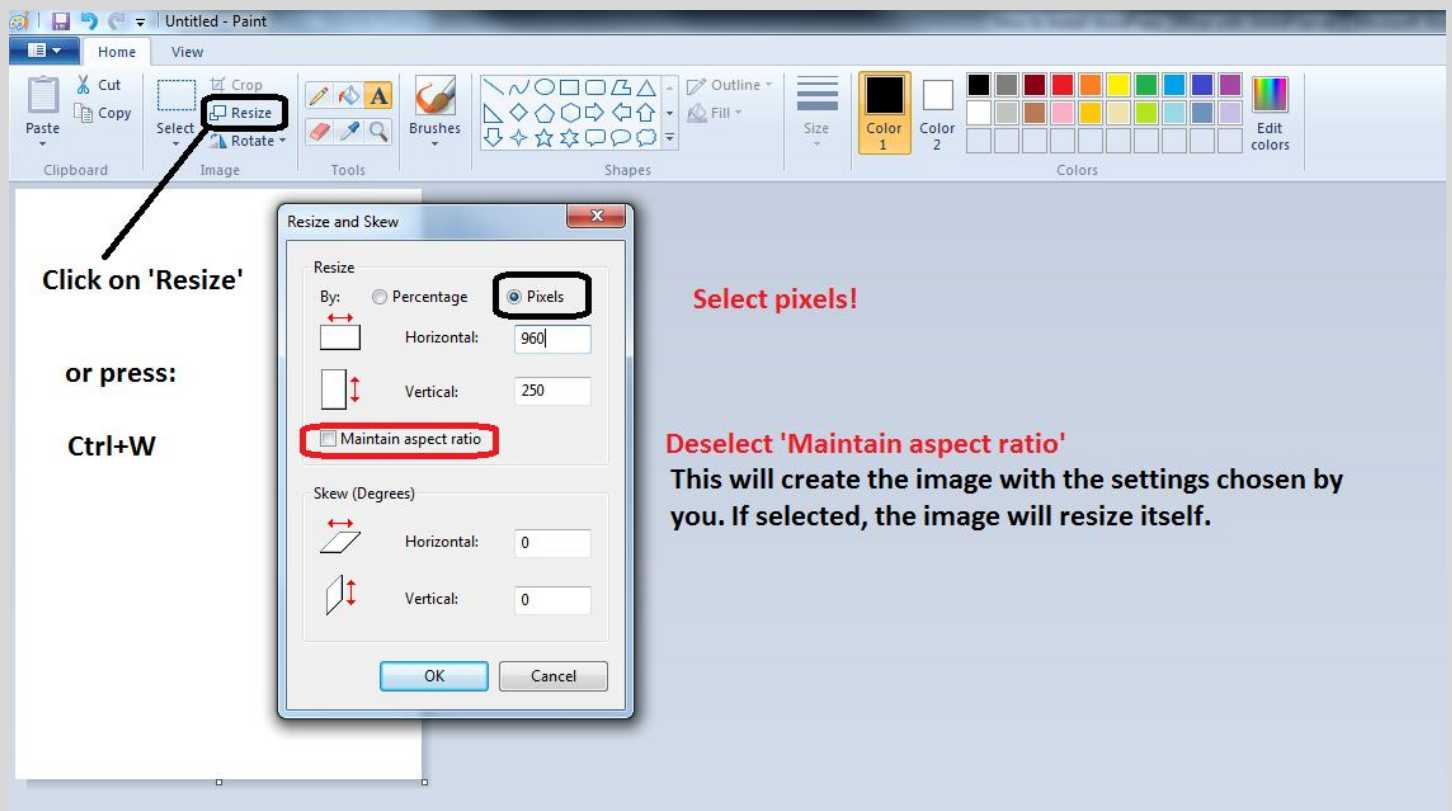 Untitled - Paint
Home View
Cut
Copy
Paste
Clipboard
Crop
Resize
Rotate
Select
Image
A
Tools
Brushes
Outline
Fill
Shapes
Size
Color 1
Color 2
Edit colors
Colors
Click on 'Resize'
or press:
Ctrl+W
Resize and Skew
Resize
By: Percentage Pixels
Horizontal: 960
Vertical: 250
Maintain aspect ratio
Skew (Degrees)
Horizontal: 0
Vertical: 0
OK Cancel
Select pixels!
Deselect 'Maintain aspect ratio'
This will create the image with the settings chosen by
you. If selected, the image will resize itself.